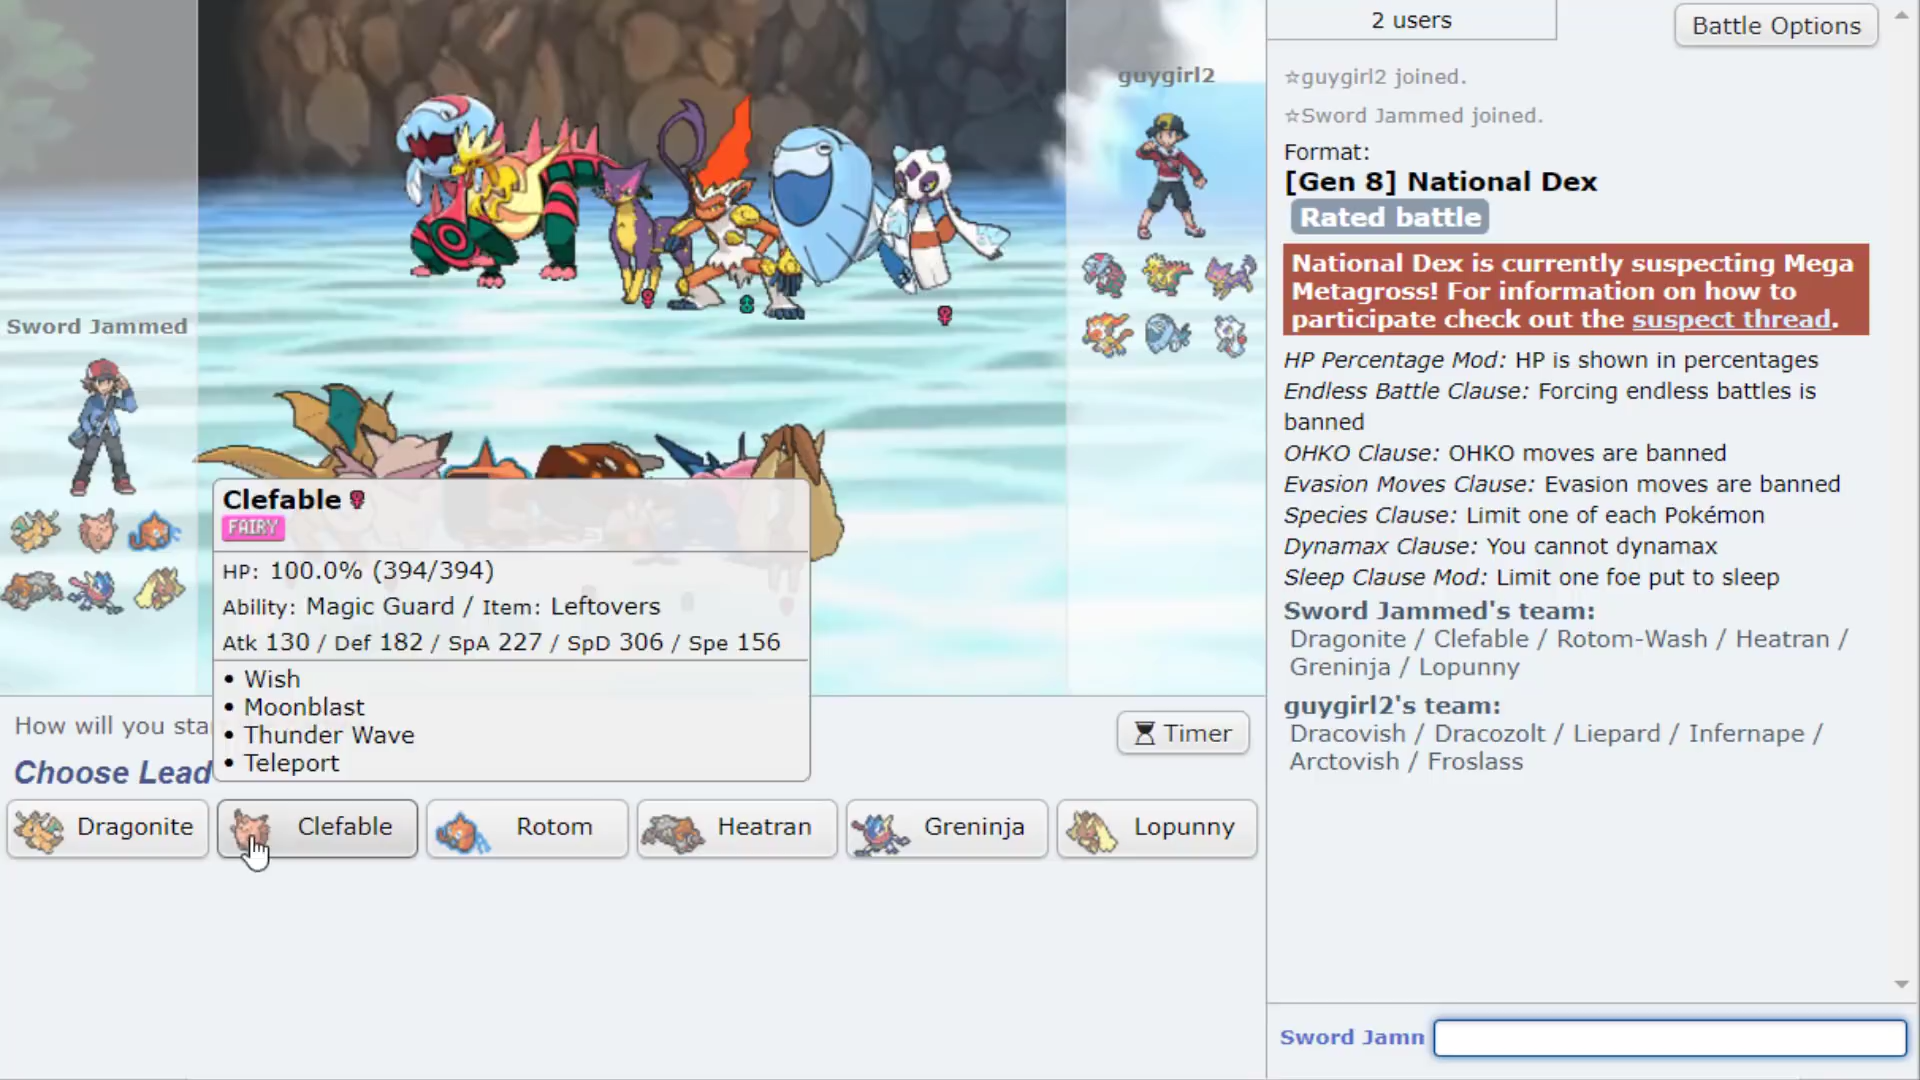 2 users
Battle Options
☆guygirl2 joined.
☆Sword Jammed joined.
Format:
[Gen 8] National Dex
Rated battle
National Dex is currently suspecting Mega
Metagross! For information on how to
participate check out the suspect thread.
HP Percentage Mod: HP is shown in percentages
Endless Battle Clause: Forcing endless battles is
banned
OHKO Clause: OHKO moves are banned
Evasion Moves Clause: Evasion moves are banned
Species Clause: Limit one of each Pokémon
Dynamax Clause: You cannot dynamax
Sleep Clause Mod: Limit one foe put to sleep
Sword Jammed's team:
Dragonite / Clefable / Rotom-Wash / Heatran /
Greninja / Lopunny
guygirl2's team:
Dracovish / Dracozolt / Liepard / Infernape /
Arctovish / Froslass
guygirl2
Sword Jammed
Clefable ♀
FAIRY
HP: 100.0% (394/394)
Ability: Magic Guard / Item: Leftovers
Atk 130 / Def 182 / SpA 227 / SpD 306 / Spe 156
• Wish
• Moonblast
• Thunder Wave
• Teleport
How will you sta
Timer
Choose Lead
Dragonite
Clefable
Rotom
Heatran
Greninja
Lopunny
Sword Jamn